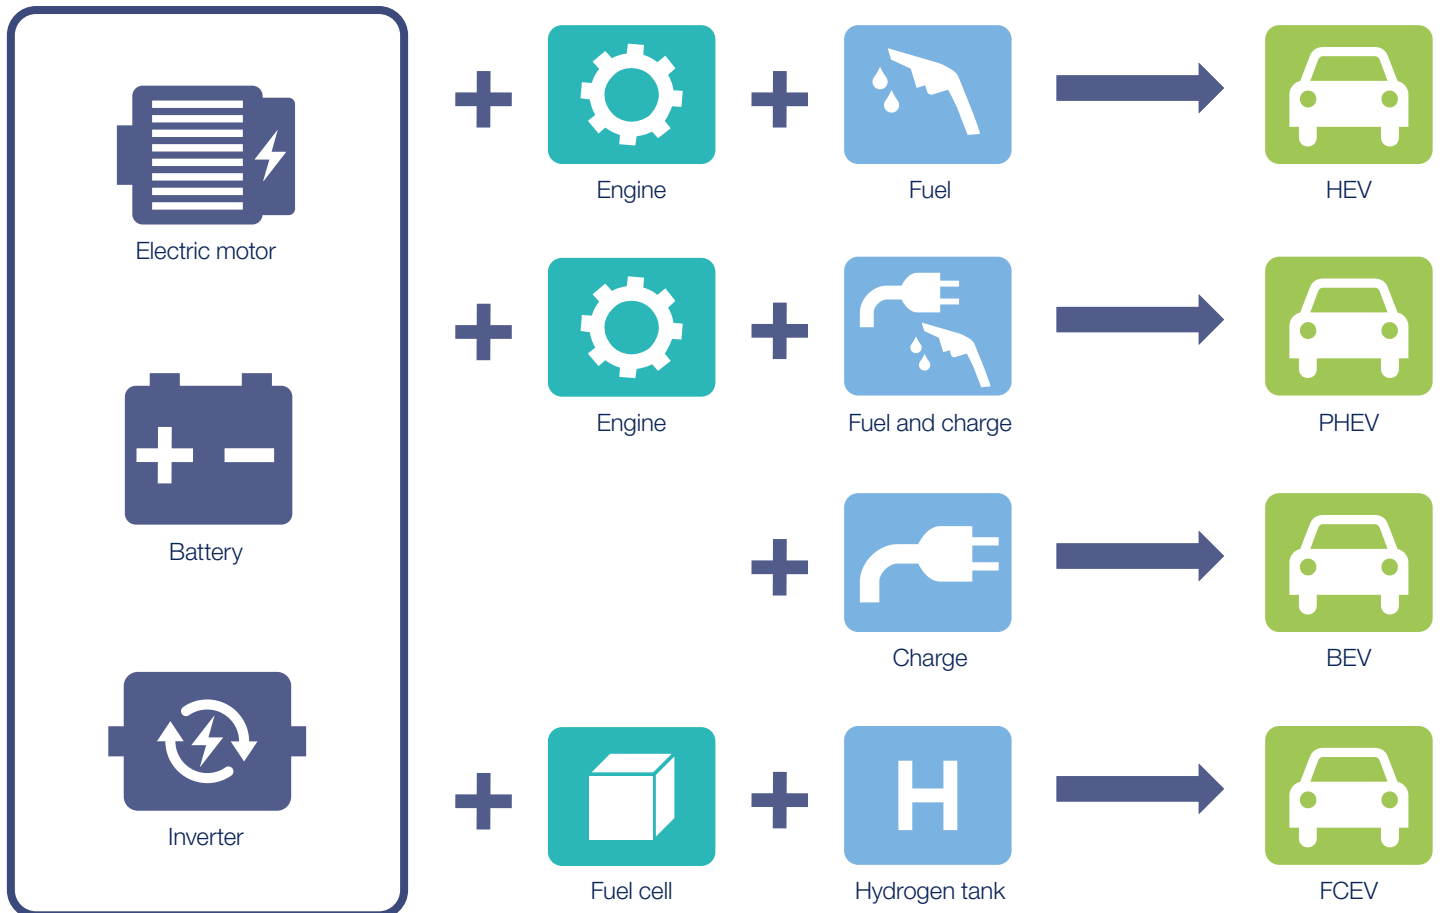 Electric motor
Battery
Inverter
Engine
Fuel
HEV
Engine
Fuel and charge
PHEV
Charge
BEV
Fuel cell
H
Hydrogen tank
FCEV